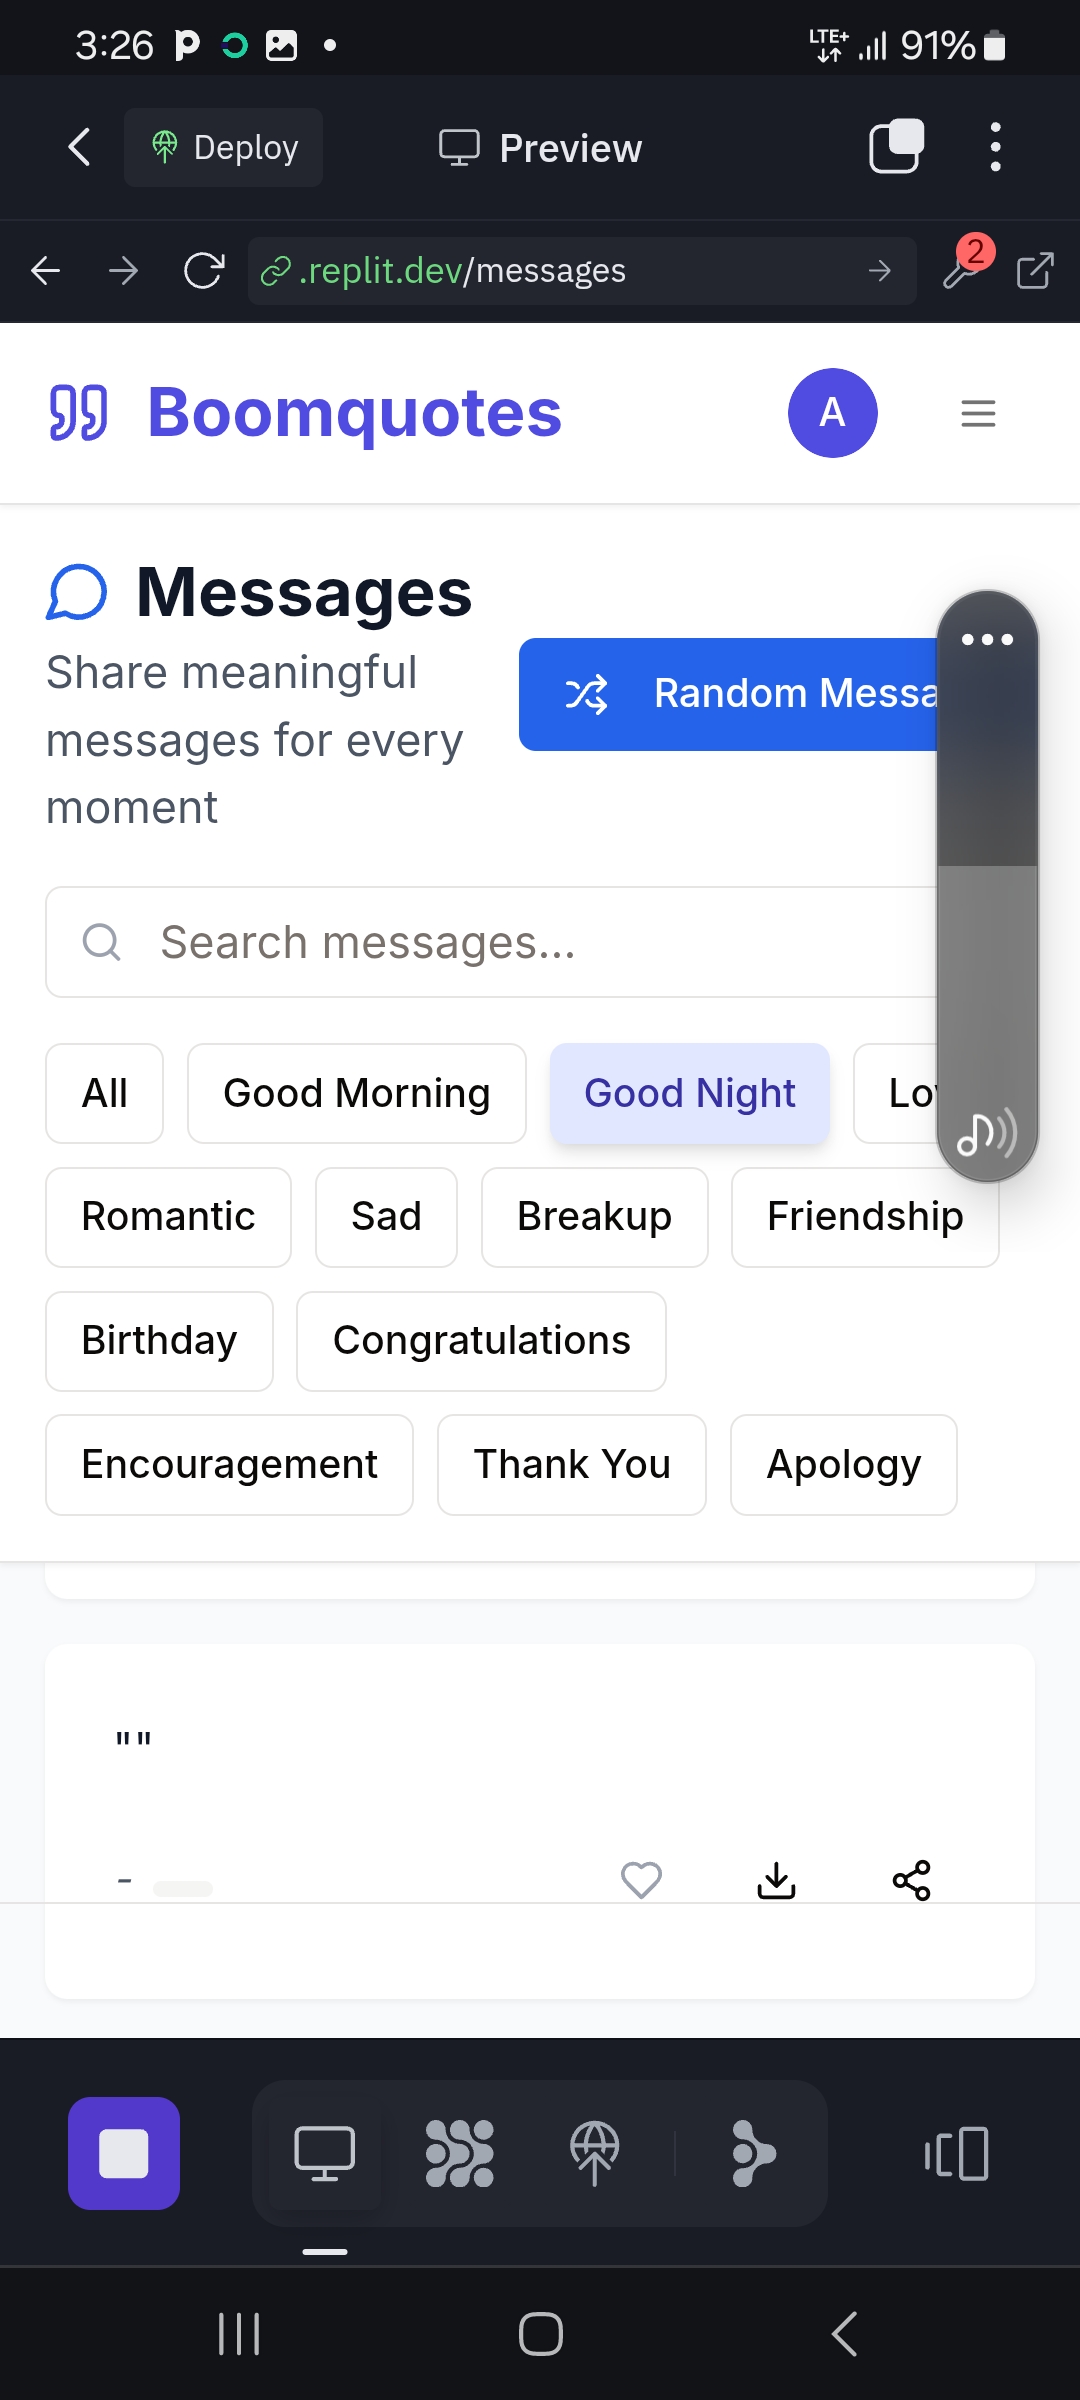 3:26 LTE+ 91%
Deploy Preview
.replit.dev/messages 2
Boomquotes A
Messages
Share meaningful
messages for every
moment
Random Messa
Search messages...
All Good Morning Good Night
Romantic Sad Breakup Friendship
Birthday Congratulations
Encouragement Thank You Apology
""
-